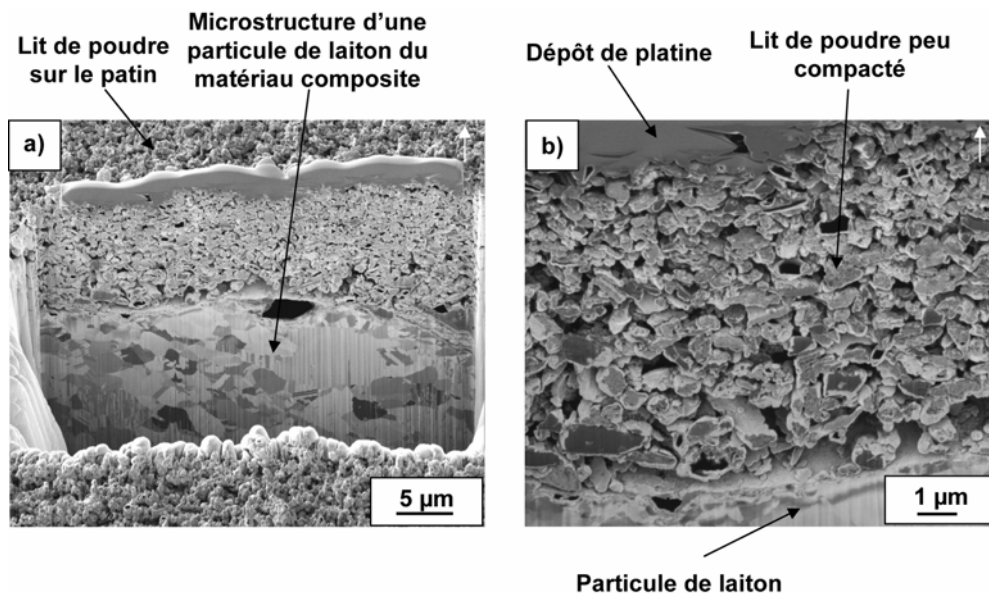 Lit de poudre
sur le patin
Microstructure d'une
particule de laiton du
matériau composite
Dépôt de platine
Lit de poudre peu
compacté
a)
b)
5 µm
1 µm
Particule de laiton